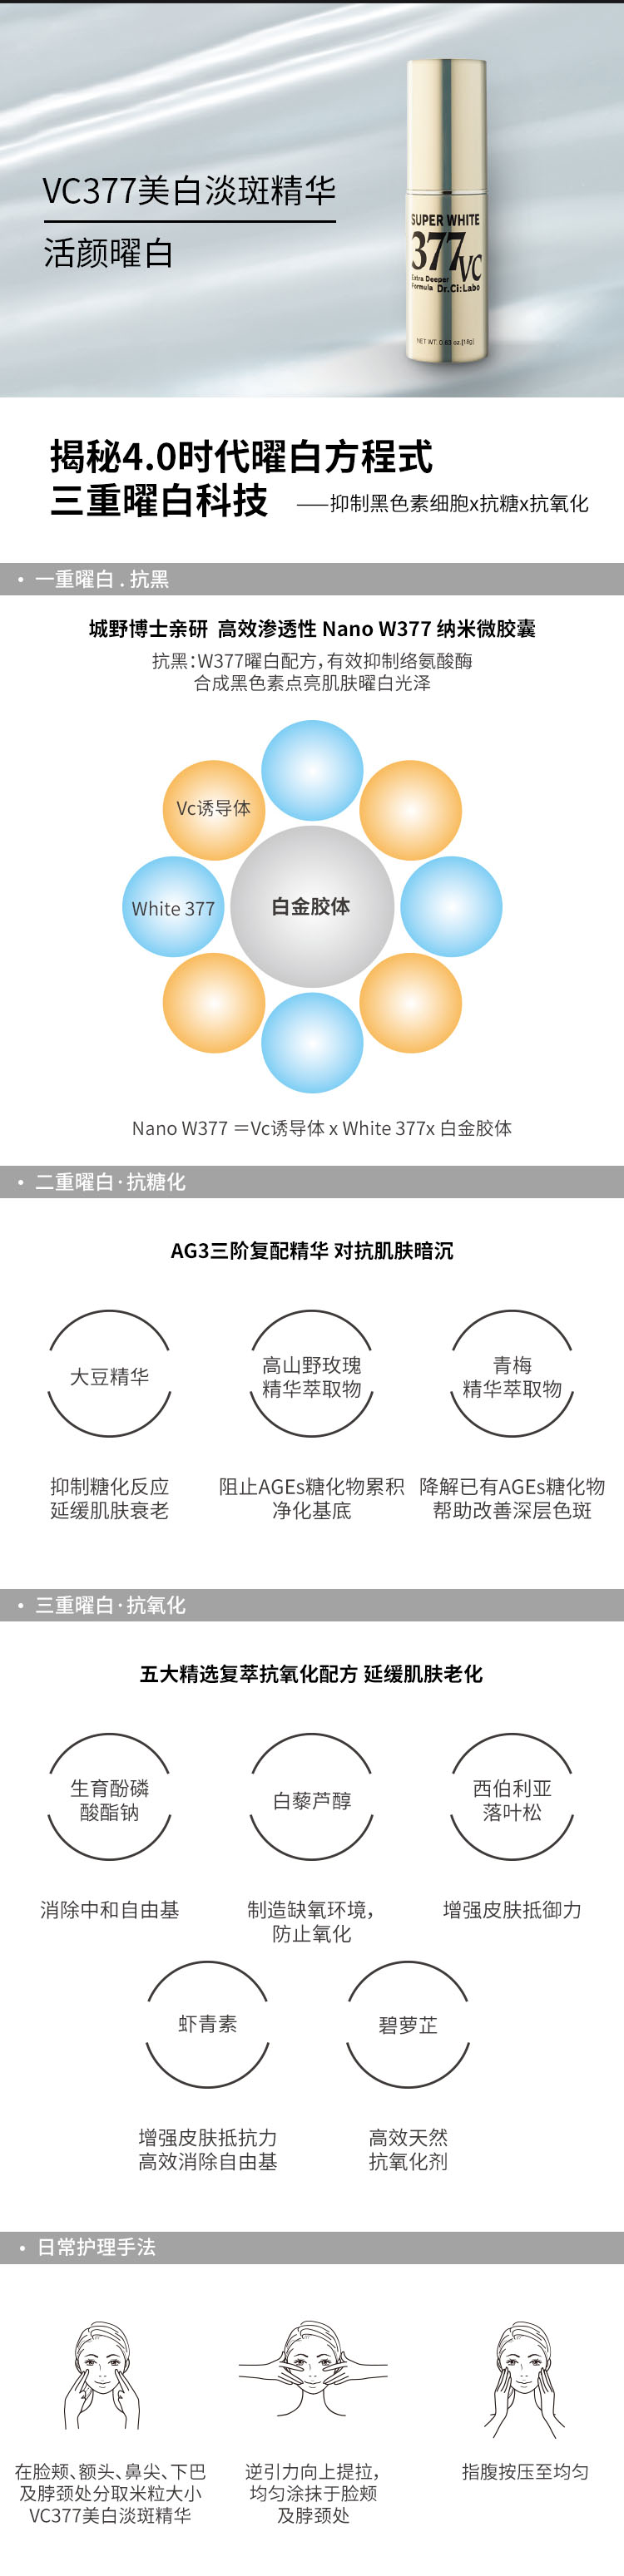 VC377美白淡斑精华
活颜曜白
SUPER WHITE
377VC
Extra Deeper
Formula Dr.Ci:Labo
NET WT. 0.63 oz.[18g]
揭秘4.0时代曜白方程式
三重曜白科技 ——抑制黑色素细胞x抗糖x抗氧化
• 一重曜白 . 抗黑
城野博士亲研 高效渗透性 Nano W377 纳米微胶囊
抗黑:W377曜白配方,有效抑制络氨酸酶
合成黑色素点亮肌肤曜白光泽
Vc诱导体
White 377
白金胶体
Nano W377 =Vc诱导体 x White 377x 白金胶体
• 二重曜白·抗糖化
AG3三阶复配精华 对抗肌肤暗沉
大豆精华
高山野玫瑰
精华萃取物
青梅
精华萃取物
抑制糖化反应
延缓肌肤衰老
阻止AGEs糖化物累积
净化基底
降解已有AGEs糖化物
帮助改善深层色斑
• 三重曜白·抗氧化
五大精选复萃抗氧化配方 延缓肌肤老化
生育酚磷
酸酯钠
白藜芦醇
西伯利亚
落叶松
消除中和自由基
制造缺氧环境,
防止氧化
增强皮肤抵御力
虾青素
碧萝芷
增强皮肤抵抗力
高效消除自由基
高效天然
抗氧化剂
• 日常护理手法
在脸颊、额头、鼻尖、下巴
及脖颈处分取米粒大小
VC377美白淡斑精华
逆引力向上提拉,
均匀涂抹于脸颊
及脖颈处
指腹按压至均匀